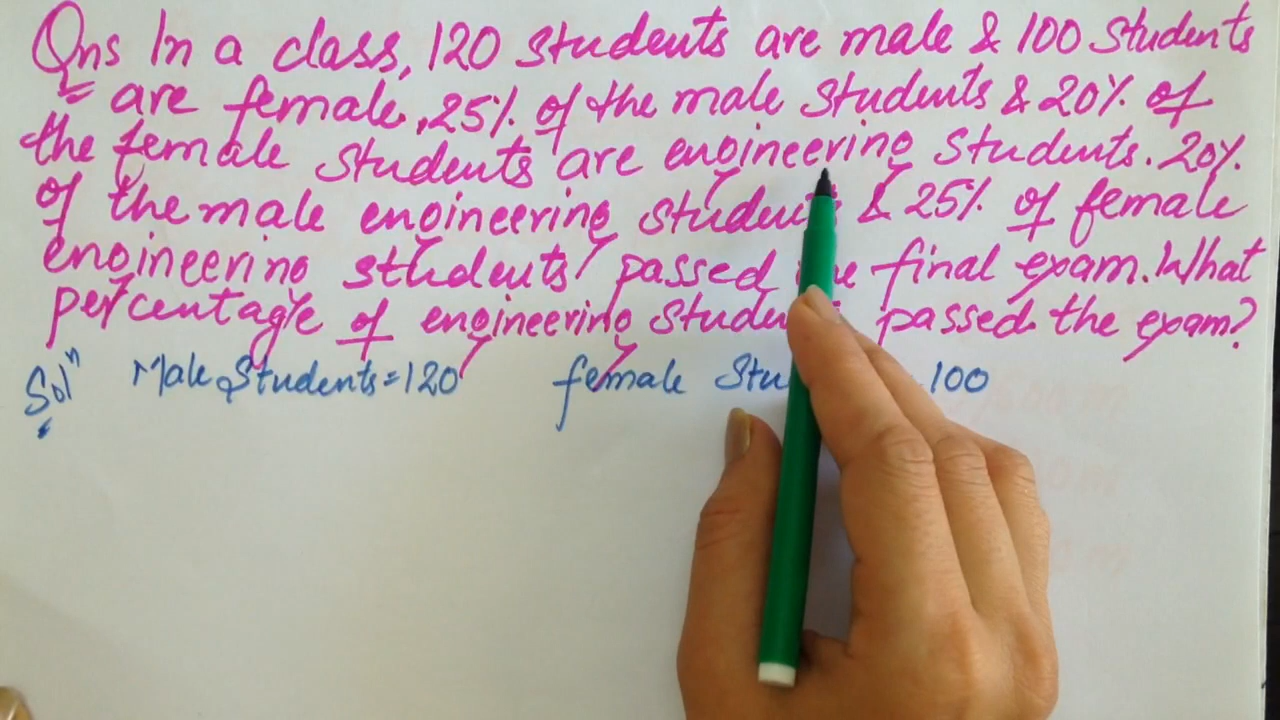 Qns In a class, 120 students are male & 100 students
are female. 25% of the male students & 20% of
the female students are engineering students. 20%
of the male engineering students & 25% of female
engineering students passed final exam. What
percentage of engineering students passed the exam?
Solⁿ Male Students=120 female Stu 100